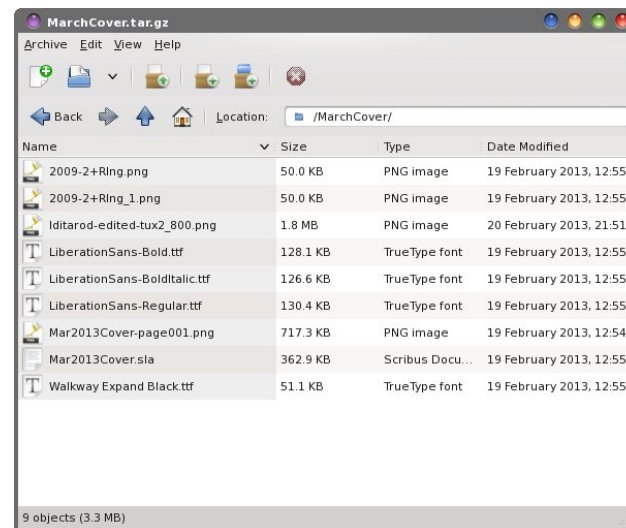 MarchCover.tar.gz
Archive Edit View Help
Back Location: /MarchCover/
Name Size Type Date Modified
2009-2+RIng.png 50.0 KB PNG image 19 February 2013, 12:55
2009-2+RIng_1.png 50.0 KB PNG image 19 February 2013, 12:55
Iditarod-edited-tux2_800.png 1.8 MB PNG image 20 February 2013, 21:51
LiberationSans-Bold.ttf 128.1 KB TrueType font 19 February 2013, 12:55
LiberationSans-BoldItalic.ttf 126.6 KB TrueType font 19 February 2013, 12:55
LiberationSans-Regular.ttf 130.4 KB TrueType font 19 February 2013, 12:55
Mar2013Cover-page001.png 717.3 KB PNG image 19 February 2013, 12:54
Mar2013Cover.sla 362.9 KB Scribus Docu... 19 February 2013, 12:55
Walkway Expand Black.ttf 51.1 KB TrueType font 19 February 2013, 12:55
9 objects (3.3 MB)